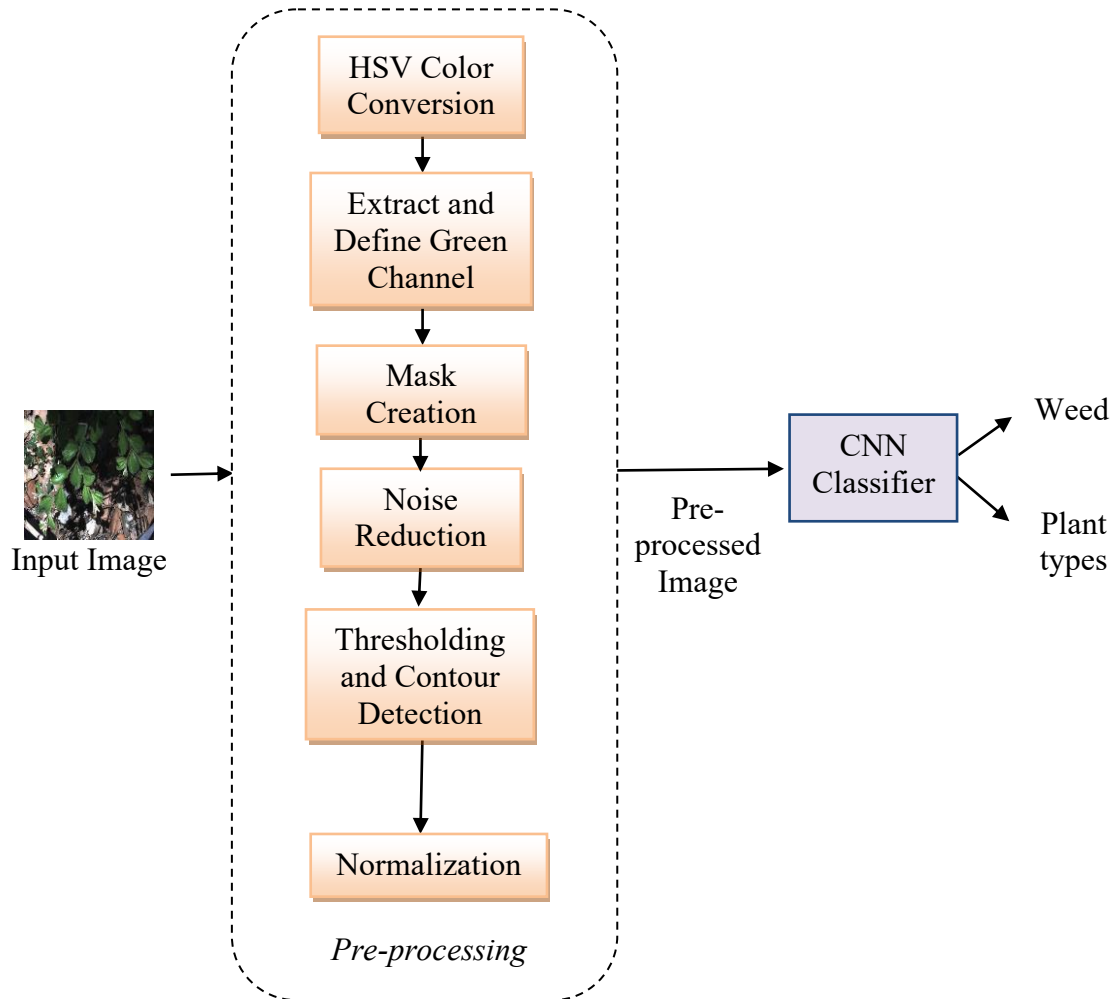 HSV Color
Conversion
Extract and
Define Green
Channel
Mask
Creation
Noise
Reduction
Thresholding
and Contour
Detection
Normalization
Pre-processing
Input Image
Pre-
processed
Image
CNN
Classifier
Weed
Plant
types